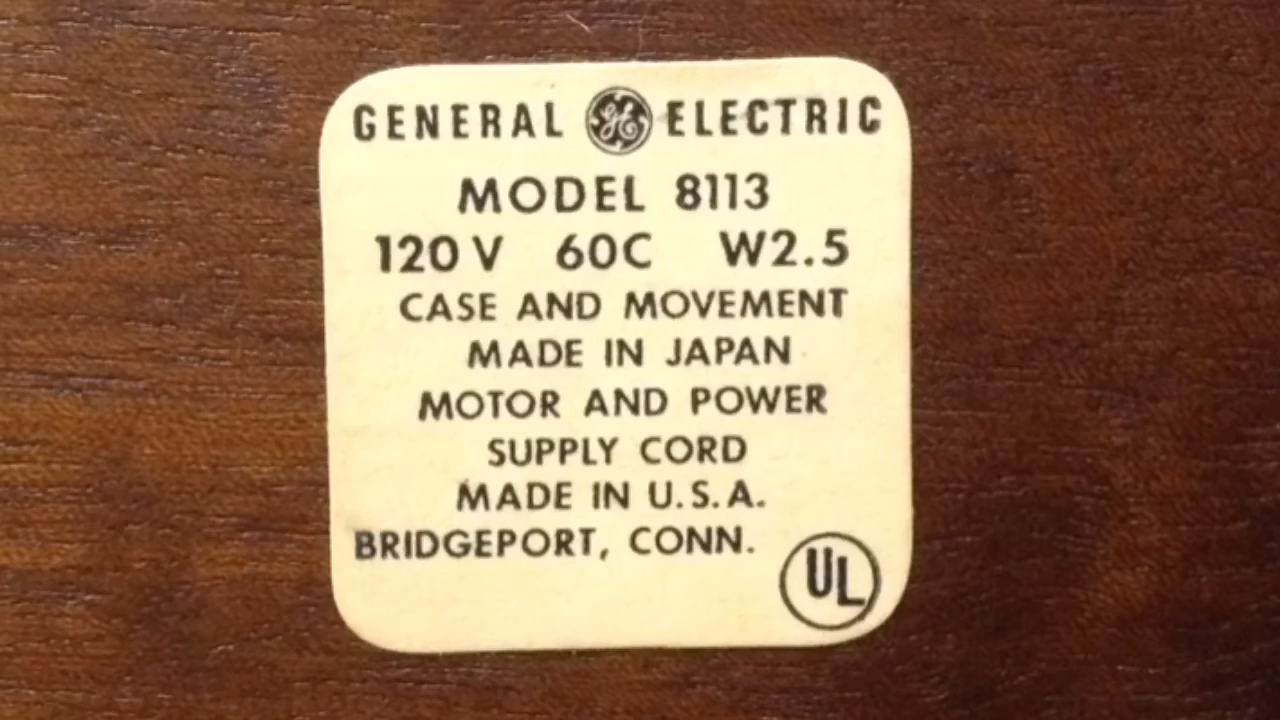 GENERAL GE ELECTRIC
MODEL 8113
120 V 60C W2.5
CASE AND MOVEMENT
MADE IN JAPAN
MOTOR AND POWER
SUPPLY CORD
MADE IN U.S.A.
BRIDGEPORT, CONN.
UL